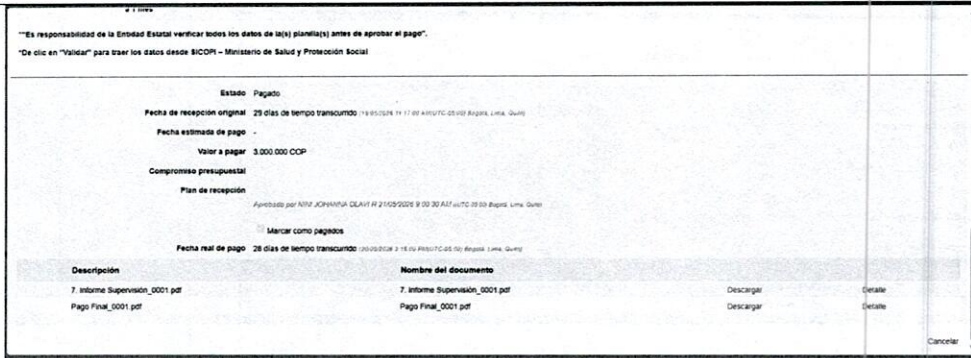 ""Es responsabilidad de la Entidad Estatal verificar todos los datos de la(s) planilla(s) antes de aprobar el pago".
"De clic en "Validar" para traer los datos desde SICOPI – Ministerio de Salud y Protección Social
Estado Pagado
Fecha de recepción original 29 días de tiempo transcurrido
Fecha estimada de pago -
Valor a pagar 3.000.000 COP
Compromiso presupuestal
Plan de recepción
Aprobado por
Marcar como pagados
Fecha real de pago 28 días de tiempo transcurrido
Descripción Nombre del documento
7. Informe Supervisión_0001.pdf 7. Informe Supervisión_0001.pdf Descargar Detalle
Pago Final_0001.pdf Pago Final_0001.pdf Descargar Detalle
Cancelar